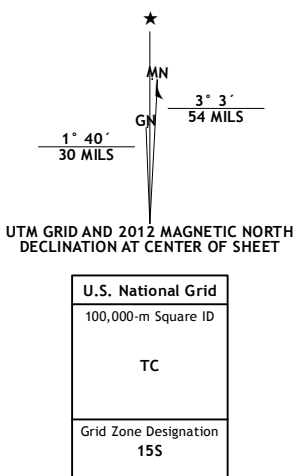 ★
MN
3° 3´
54 MILS
GN
1° 40´
30 MILS
UTM GRID AND 2012 MAGNETIC NORTH
DECLINATION AT CENTER OF SHEET
U.S. National Grid
100,000-m Square ID
TC
Grid Zone Designation
15S